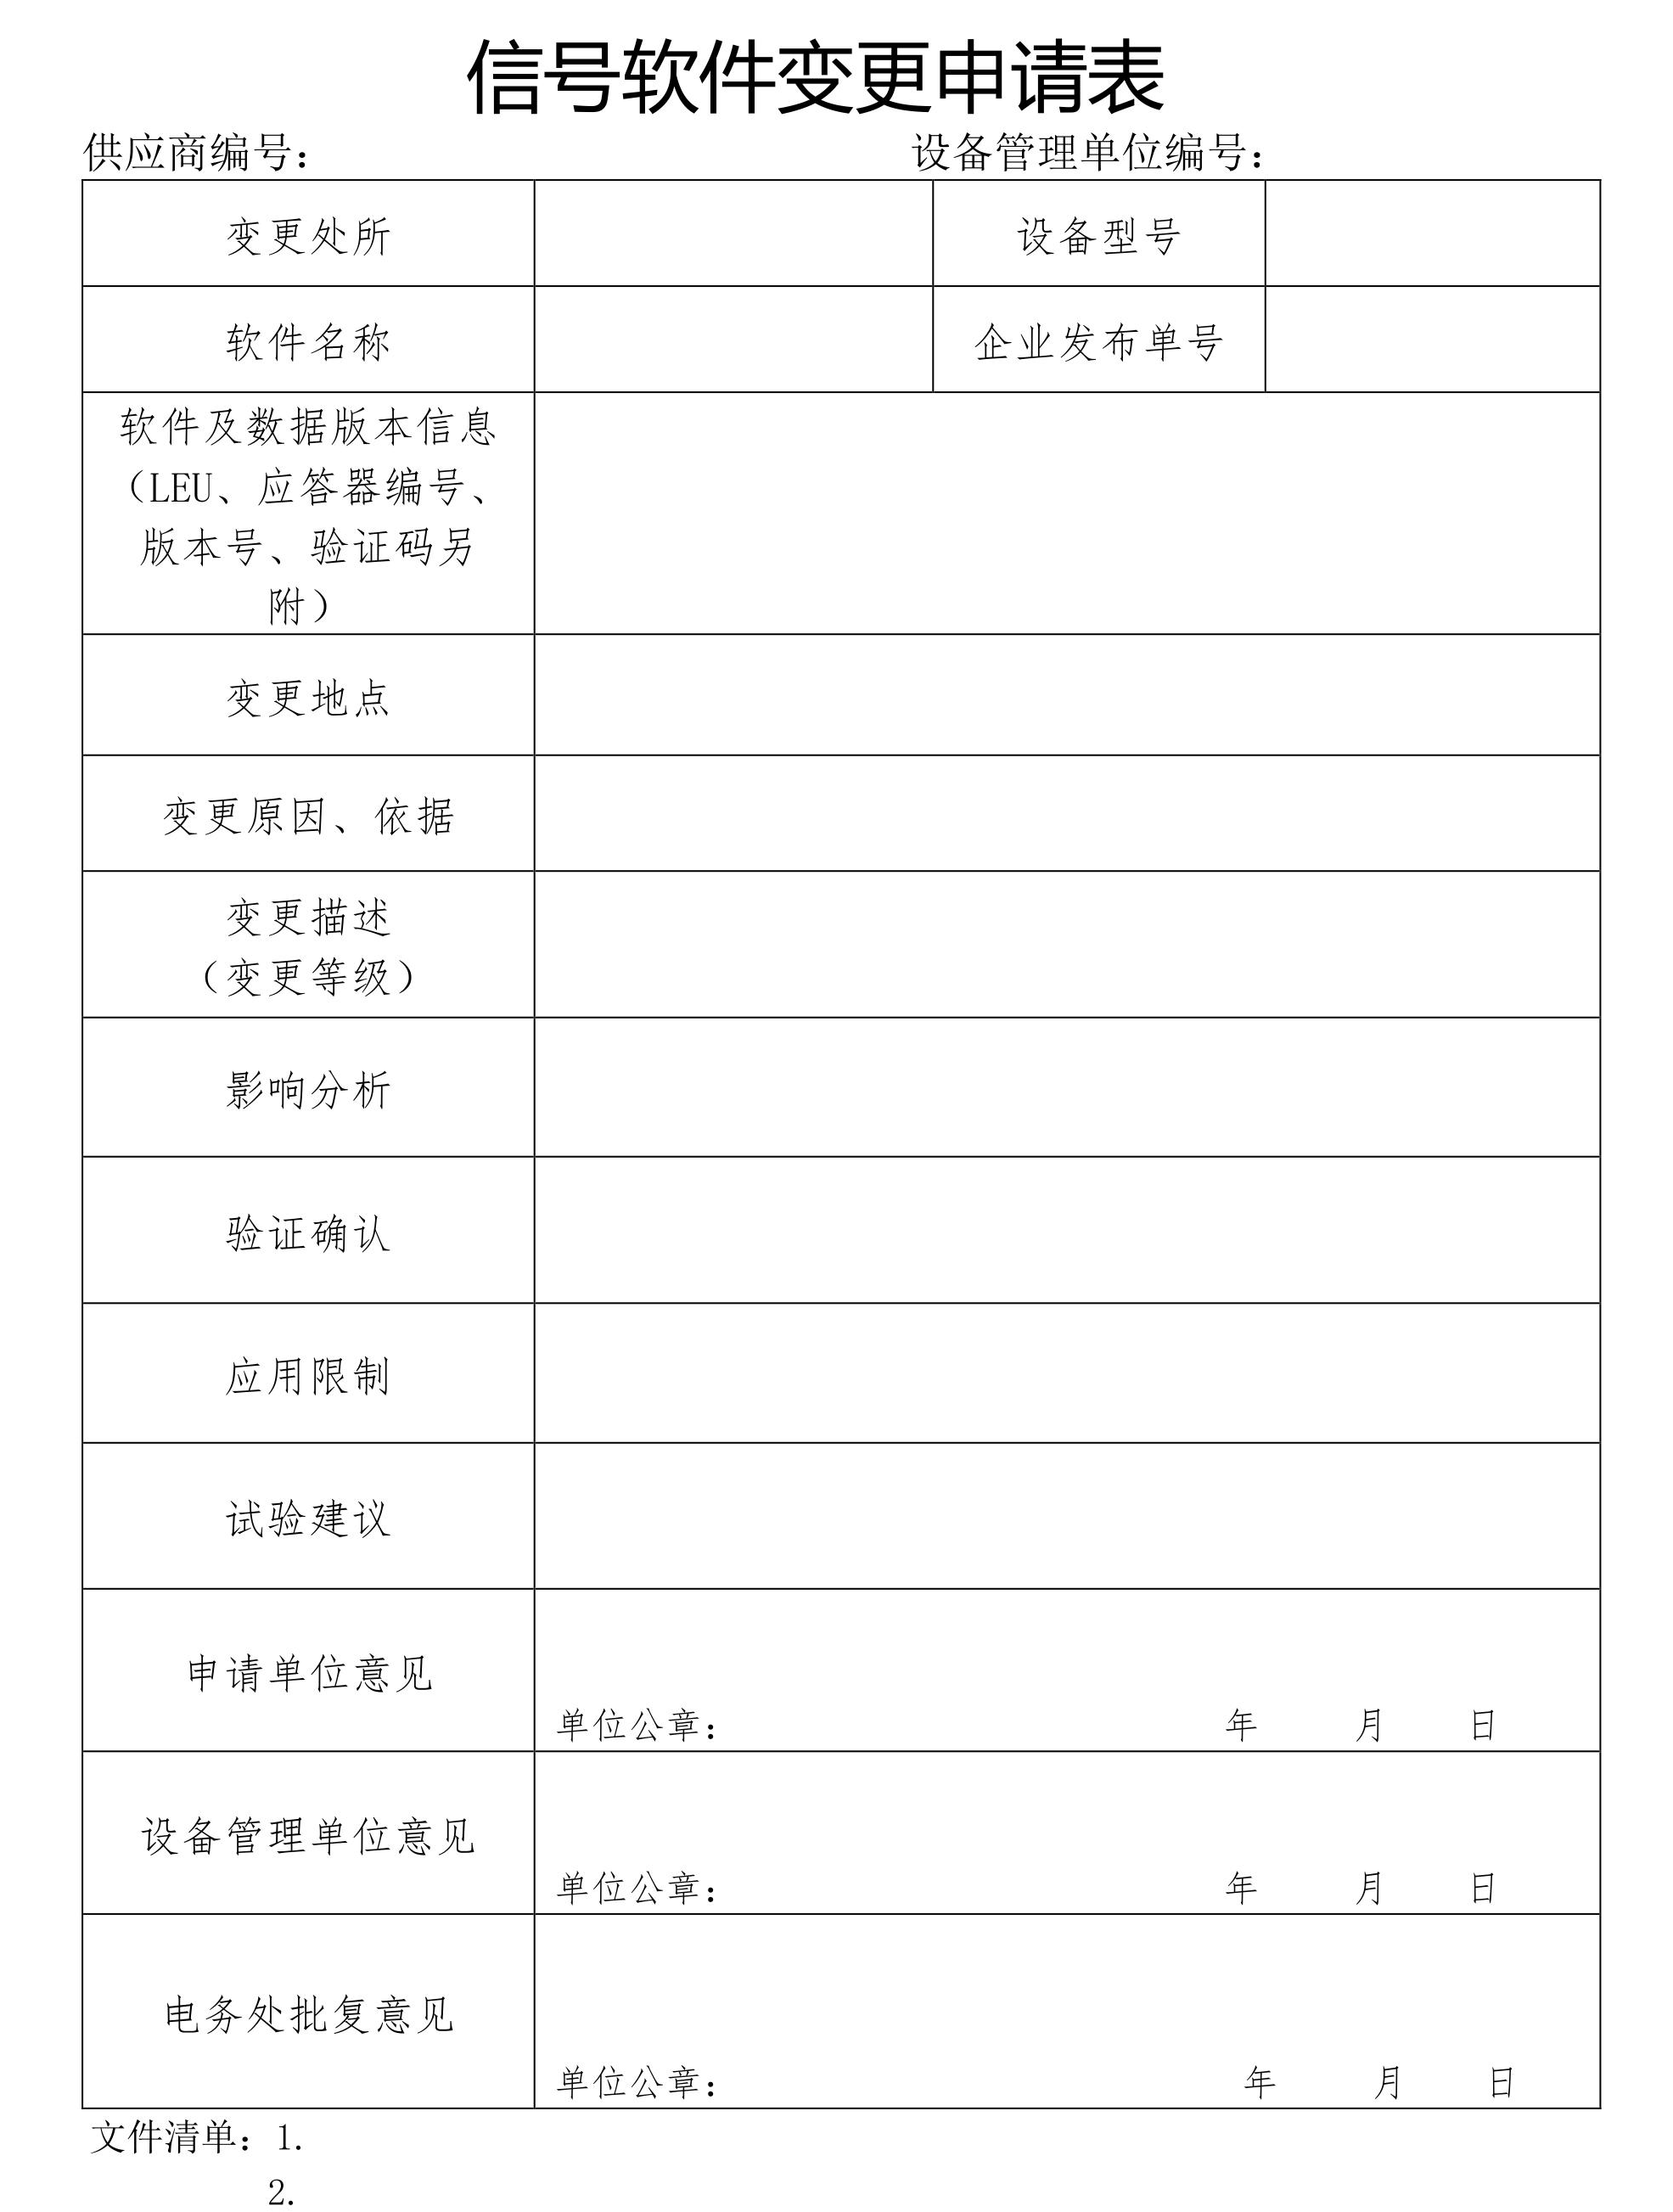 信号软件变更申请表
供应商编号： 设备管理单位编号：
变更处所 设备型号
软件名称 企业发布单号
软件及数据版本信息
（LEU、应答器编号、
版本号、验证码另
附）
变更地点
变更原因、依据
变更描述
（变更等级）
影响分析
验证确认
应用限制
试验建议
申请单位意见
单位公章： 年 月 日
设备管理单位意见
单位公章： 年 月 日
电务处批复意见
单位公章： 年 月 日
文件清单：1.
2.